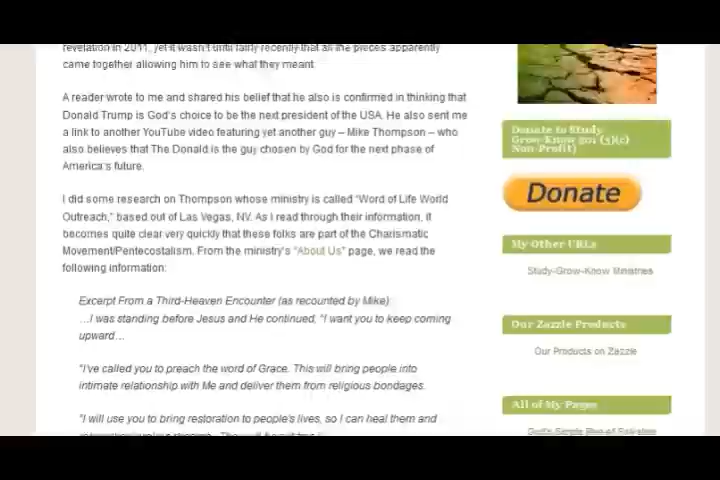 revelation in 2011, yet it wasn't until fairly recently that all the pieces apparently
came together allowing him to see what they meant.
A reader wrote to me and shared his belief that he also is confirmed in thinking that
Donald Trump is God's choice to be the next president of the USA. He also sent me
a link to another YouTube video featuring yet another guy – Mike Thompson – who
also believes that The Donald is the guy chosen by God for the next phase of
America's future.
I did some research on Thompson whose ministry is called "Word of Life World
Outreach," based out of Las Vegas, NV. As I read through their information, it
becomes quite clear very quickly that these folks are part of the Charismatic
Movement/Pentecostalism. From the ministry's "About Us" page, we read the
following information:
Excerpt From a Third-Heaven Encounter (as recounted by Mike):
…I was standing before Jesus and He continued, "I want you to keep coming
upward…
"I've called you to preach the word of Grace. This will bring people into
intimate relationship with Me and deliver them from religious bondages.
"I will use you to bring restoration to people's lives, so I can heal them and
Donate to Study-
Grow-Know 501 (3)(c)
Non-Profit)
Donate
My Other URLs
Study-Grow-Know Ministries
Our Zazzle Products
Our Products on Zazzle
All of My Pages
God's Simple Plan of Salvation